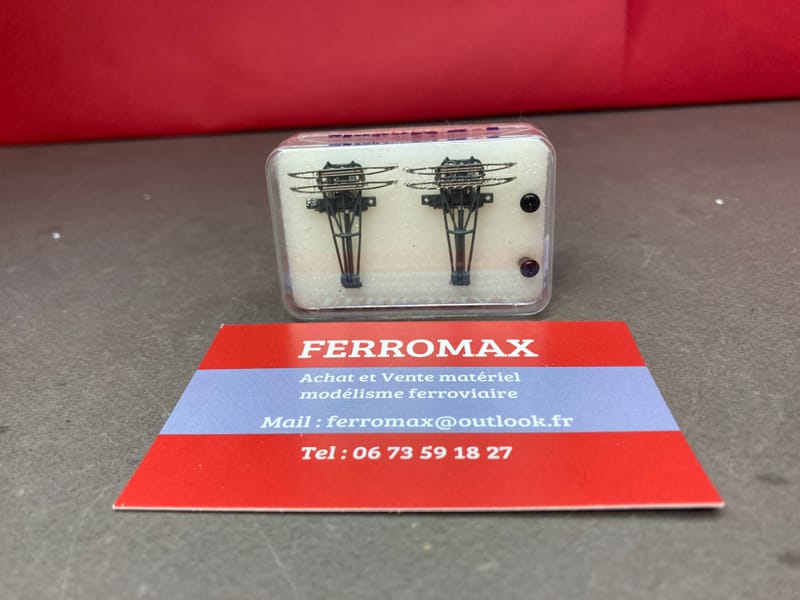 FERROMAX
Achat et Vente matériel
modélisme ferroviaire
Mail : ferromax@outlook.fr
Tel : 06 73 59 18 27